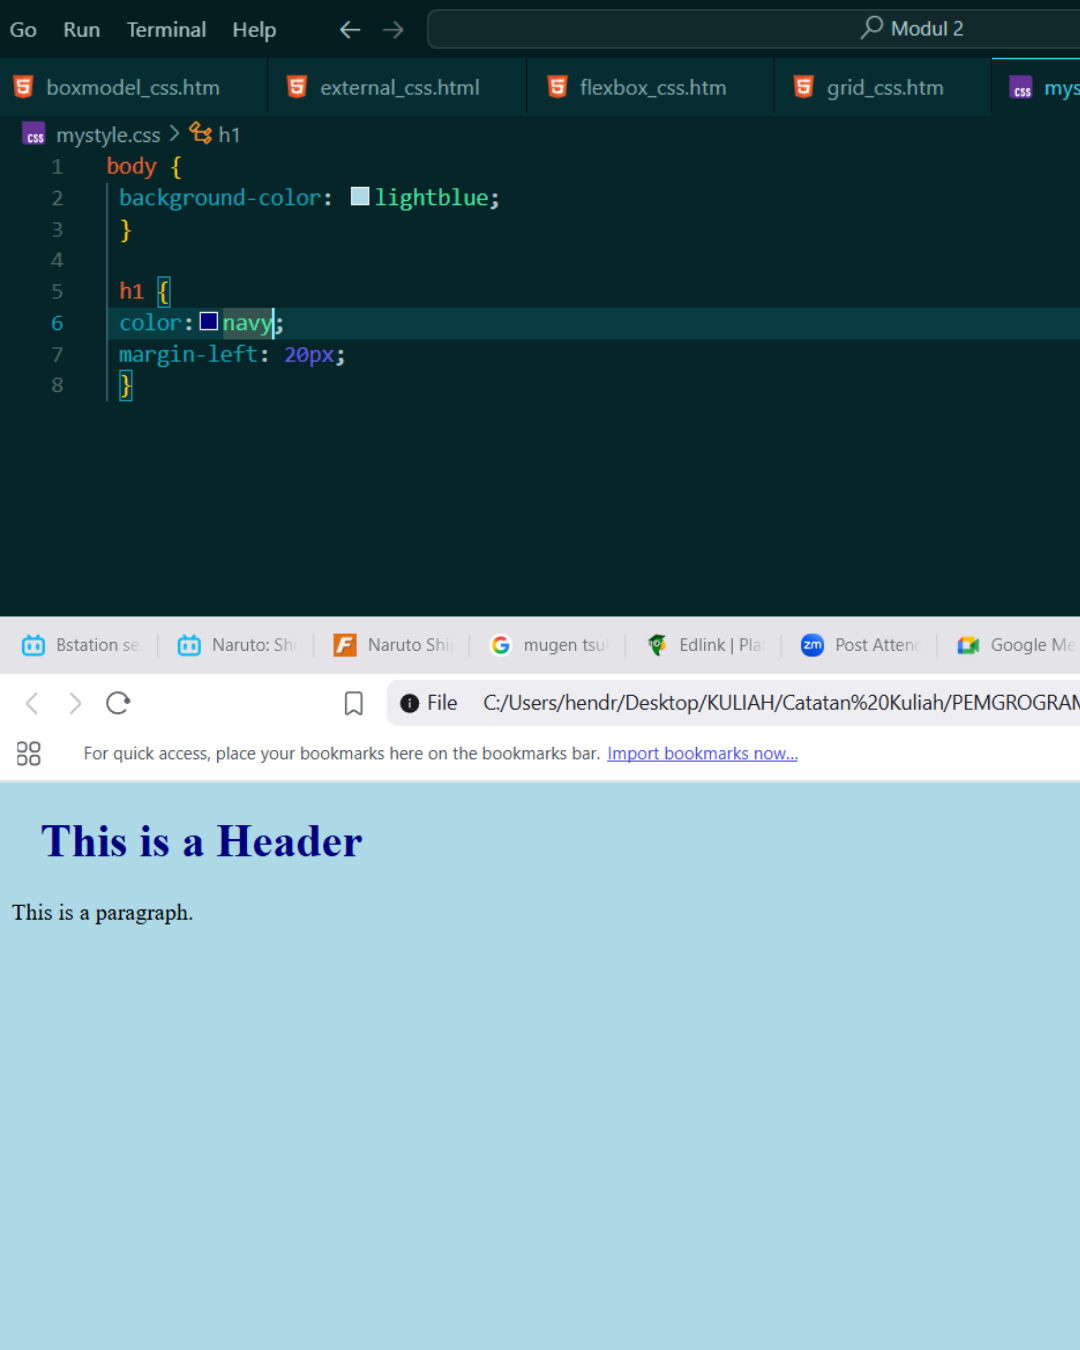 Go Run Terminal Help Modul 2
boxmodel_css.htm external_css.html flexbox_css.htm grid_css.htm mys
mystyle.css > h1
1 body {
2 background-color: lightblue;
3 }
4
5 h1 {
6 color: navy;
7 margin-left: 20px;
8 }
Bstation se Naruto: Shi Naruto Ship mugen tsu Edlink | Pla Post Atten Google Me
File C:/Users/hendr/Desktop/KULIAH/Catatan%20Kuliah/PEMGROGRAM
For quick access, place your bookmarks here on the bookmarks bar. Import bookmarks now...
This is a Header
This is a paragraph.